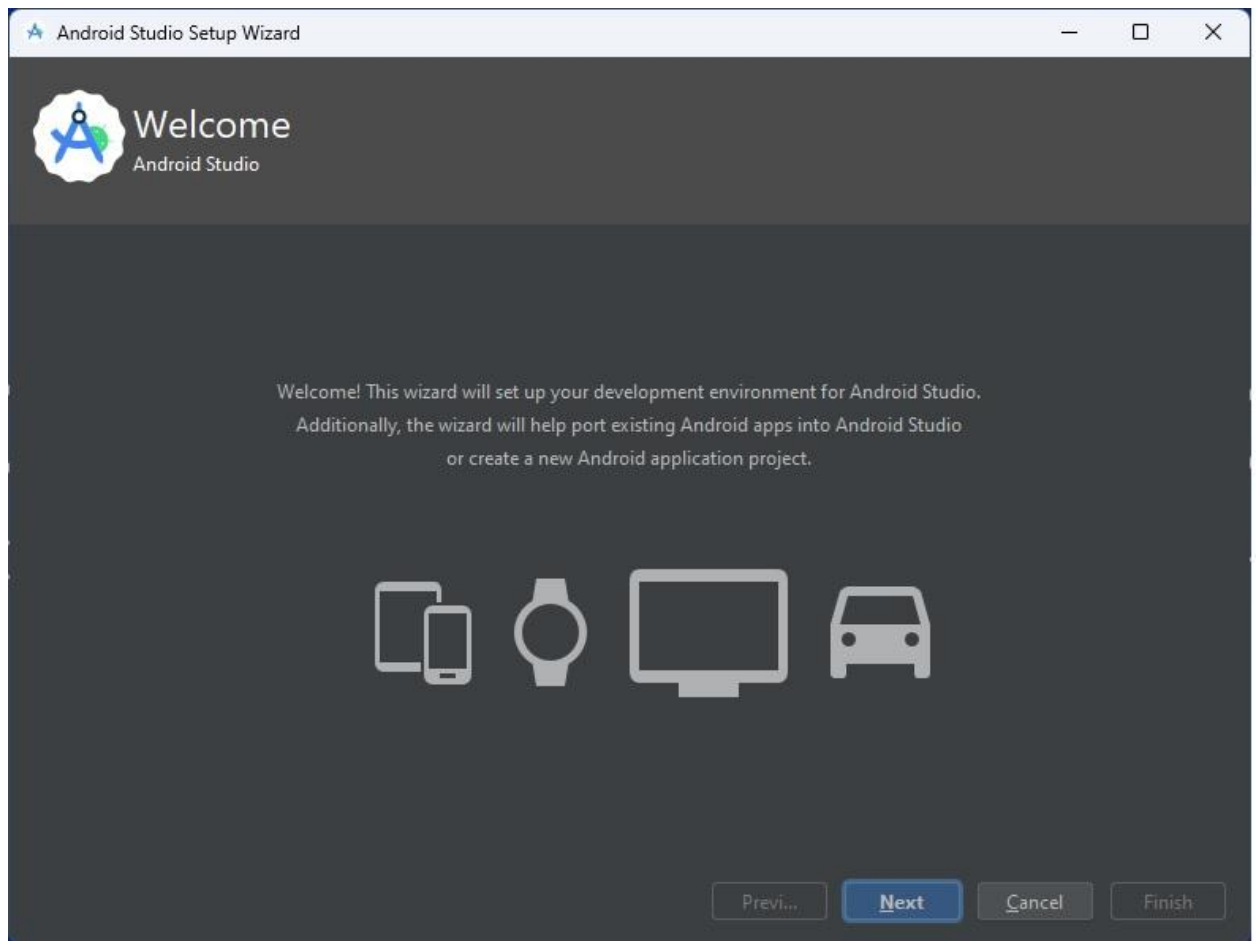 Android Studio Setup Wizard
Welcome
Android Studio
Welcome! This wizard will set up your development environment for Android Studio.
Additionally, the wizard will help port existing Android apps into Android Studio
or create a new Android application project.
Previ... Next Cancel Finish